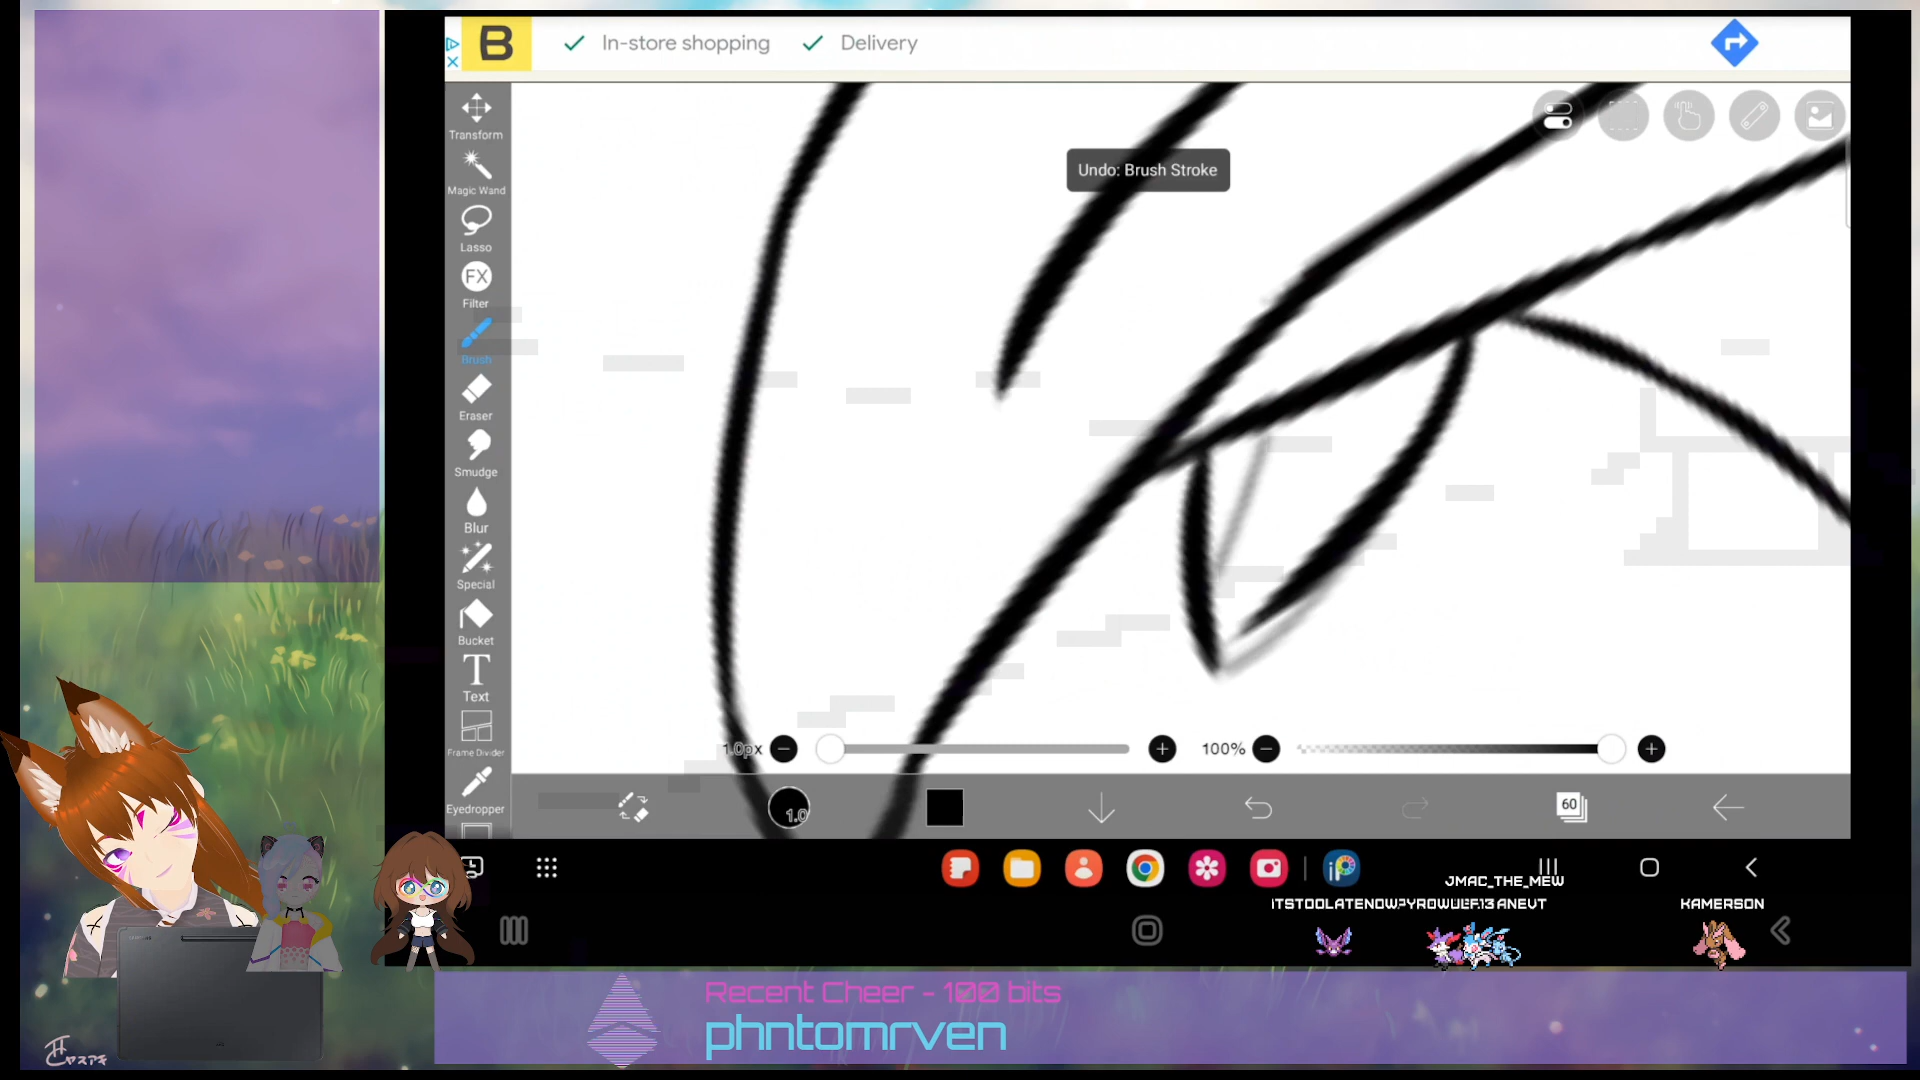 B
In-store shopping
Delivery
Transform
Magic Wand
Lasso
FX
Filter
Brush
Eraser
Smudge
Blur
Special
Bucket
T
Text
Frame Divider
Eyedropper
Undo: Brush Stroke
1.0px
100%
1.0
60
JMAC_THE_MEW
KAMERSON
Recent Cheer - 100 bits
phntomrven